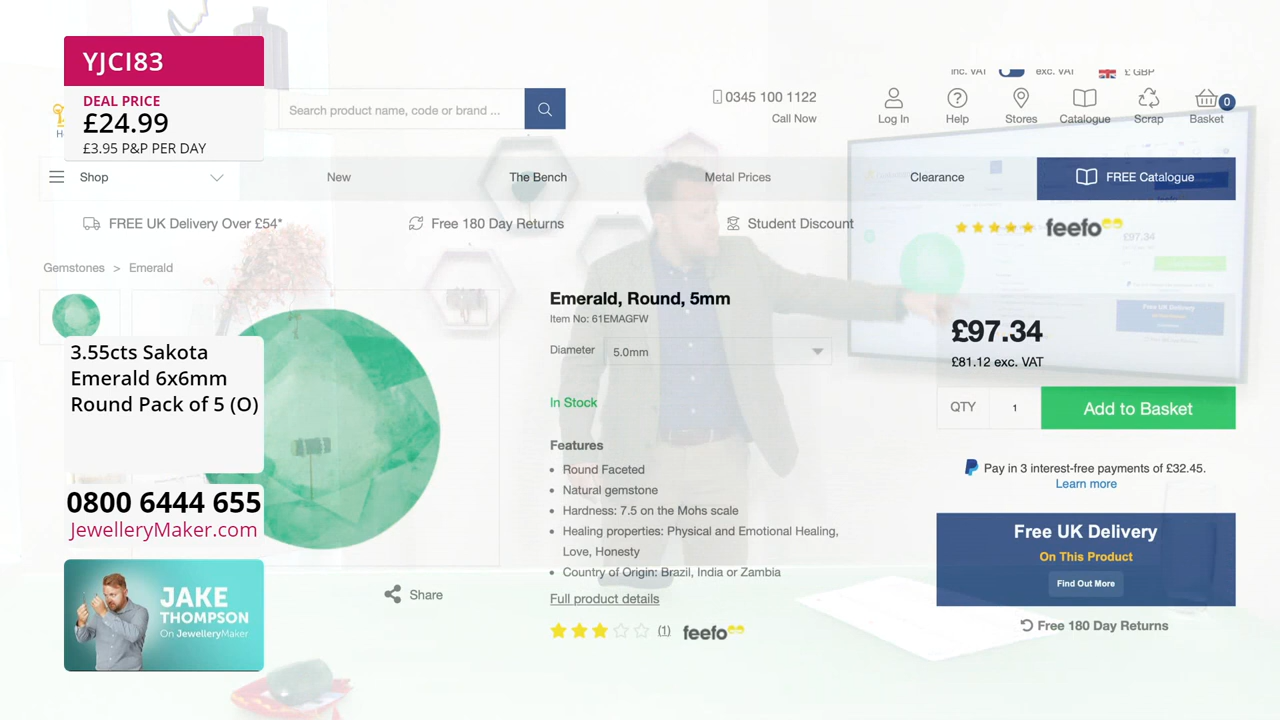 YJCI83
DEAL PRICE
£24.99
£3.95 P&P PER DAY
inc. VAT exc. VAT £ GBP
Search product name, code or brand ...
0345 100 1122
Call Now
Log In
Help
Stores
Catalogue
Scrap
0
Basket
Shop
New
The Bench
Metal Prices
Clearance
FREE Catalogue
FREE UK Delivery Over £54*
Free 180 Day Returns
Student Discount
feefo
Gemstones > Emerald
Emerald, Round, 5mm
Item No: 61EMAGFW
Diameter 5.0mm
In Stock
Features
• Round Faceted
• Natural gemstone
• Hardness: 7.5 on the Mohs scale
• Healing properties: Physical and Emotional Healing,
Love, Honesty
• Country of Origin: Brazil, India or Zambia
Full product details
(1) feefo
Share
£97.34
£81.12 exc. VAT
QTY 1 Add to Basket
Pay in 3 interest-free payments of £32.45.
Learn more
Free UK Delivery
On This Product
Find Out More
Free 180 Day Returns
£97.34
Free UK Delivery
3.55cts Sakota
Emerald 6x6mm
Round Pack of 5 (O)
0800 6444 655
JewelleryMaker.com
JAKE
THOMPSON
On JewelleryMaker